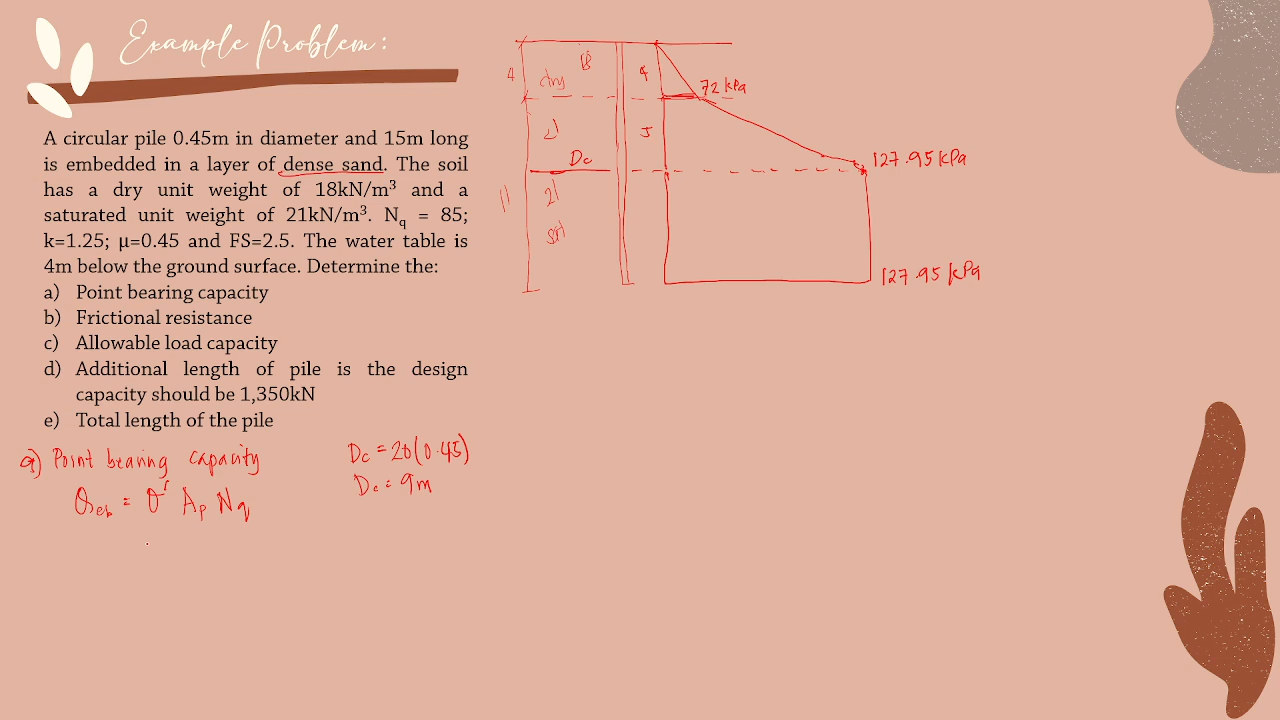 Example Problem:
A circular pile 0.45m in diameter and 15m long
is embedded in a layer of dense sand. The soil
has a dry unit weight of 18kN/m³ and a
saturated unit weight of 21kN/m³. Nq = 85;
k=1.25; μ=0.45 and FS=2.5. The water table is
4m below the ground surface. Determine the:
a) Point bearing capacity
b) Frictional resistance
c) Allowable load capacity
d) Additional length of pile is the design
capacity should be 1,350kN
e) Total length of the pile
a) Point bearing capacity
Dc = 20(0.45)
Dc = 9m
Ap Nq
4
18
dry
4
72 kPa
21
5
Dc
127.95 kPa
11
21
127.95 kPa